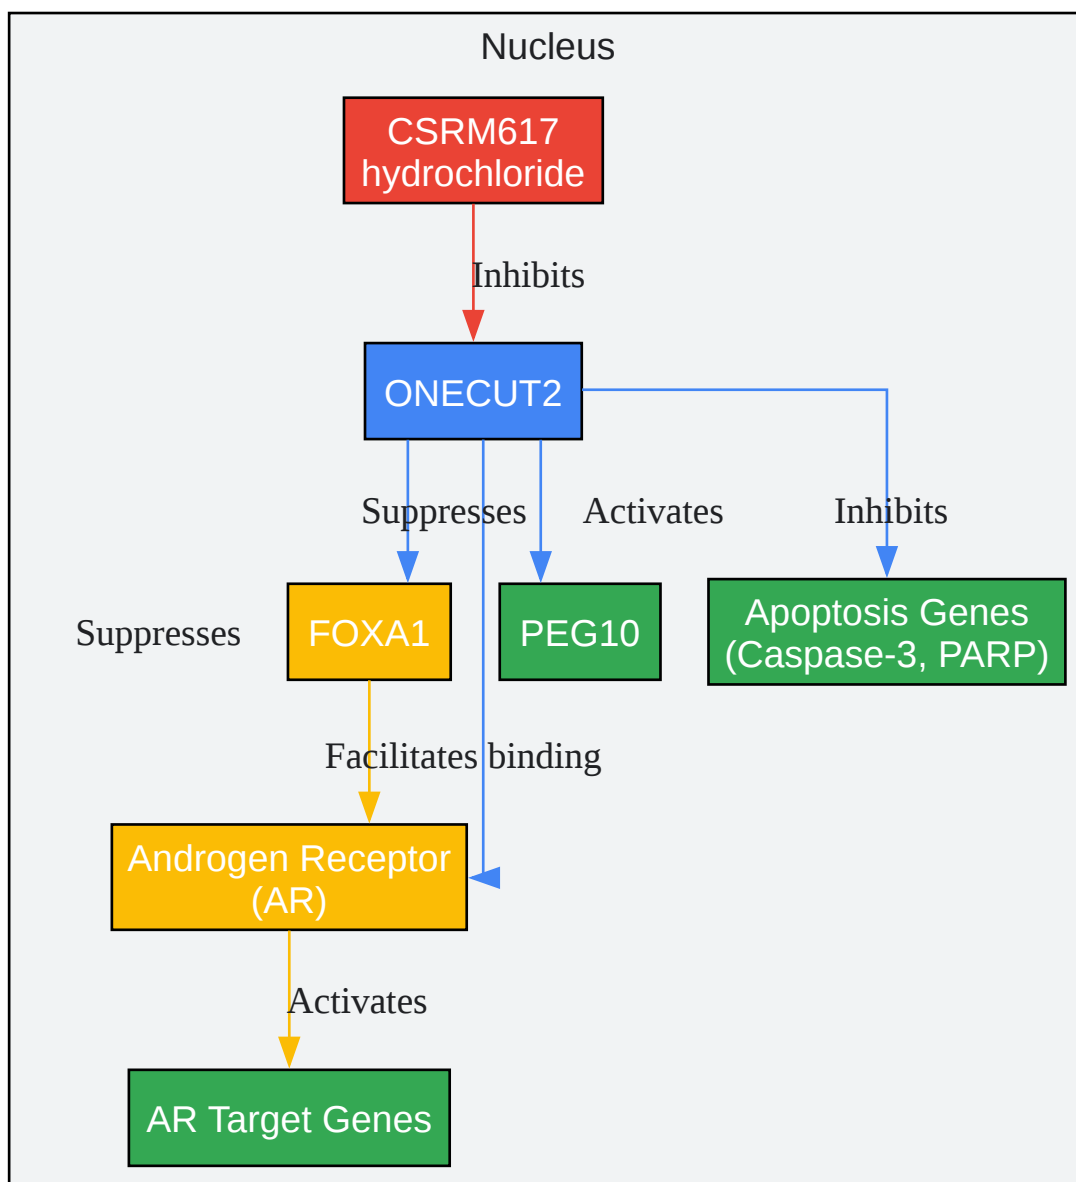 Nucleus
CSRM617
hydrochloride
Inhibits
ONECUT2
Suppresses
Activates
Inhibits
Suppresses
FOXA1
PEG10
Apoptosis Genes
(Caspase-3, PARP)
Facilitates binding
Androgen Receptor
(AR)
Activates
AR Target Genes